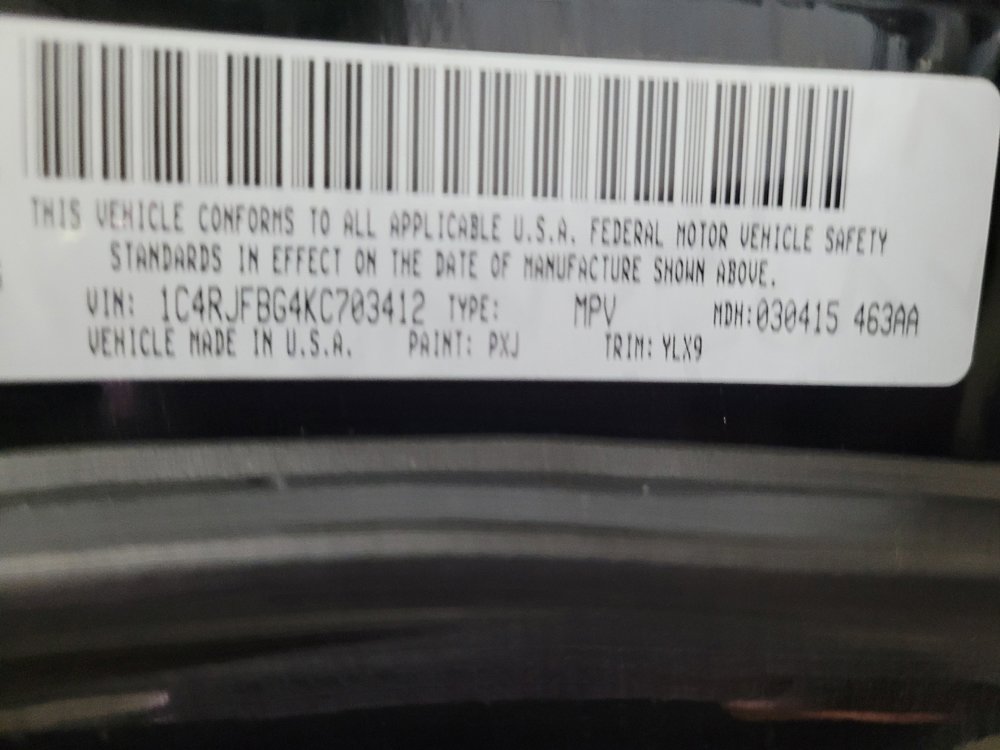 THIS VEHICLE CONFORMS TO ALL APPLICABLE U.S.A. FEDERAL MOTOR VEHICLE SAFETY
STANDARDS IN EFFECT ON THE DATE OF MANUFACTURE SHOWN ABOVE.
VIN: 1C4RJFBG4KC703412 TYPE: MPV MDH:030415 463AA
VEHICLE MADE IN U.S.A. PAINT: PXJ TRIM: YLX9